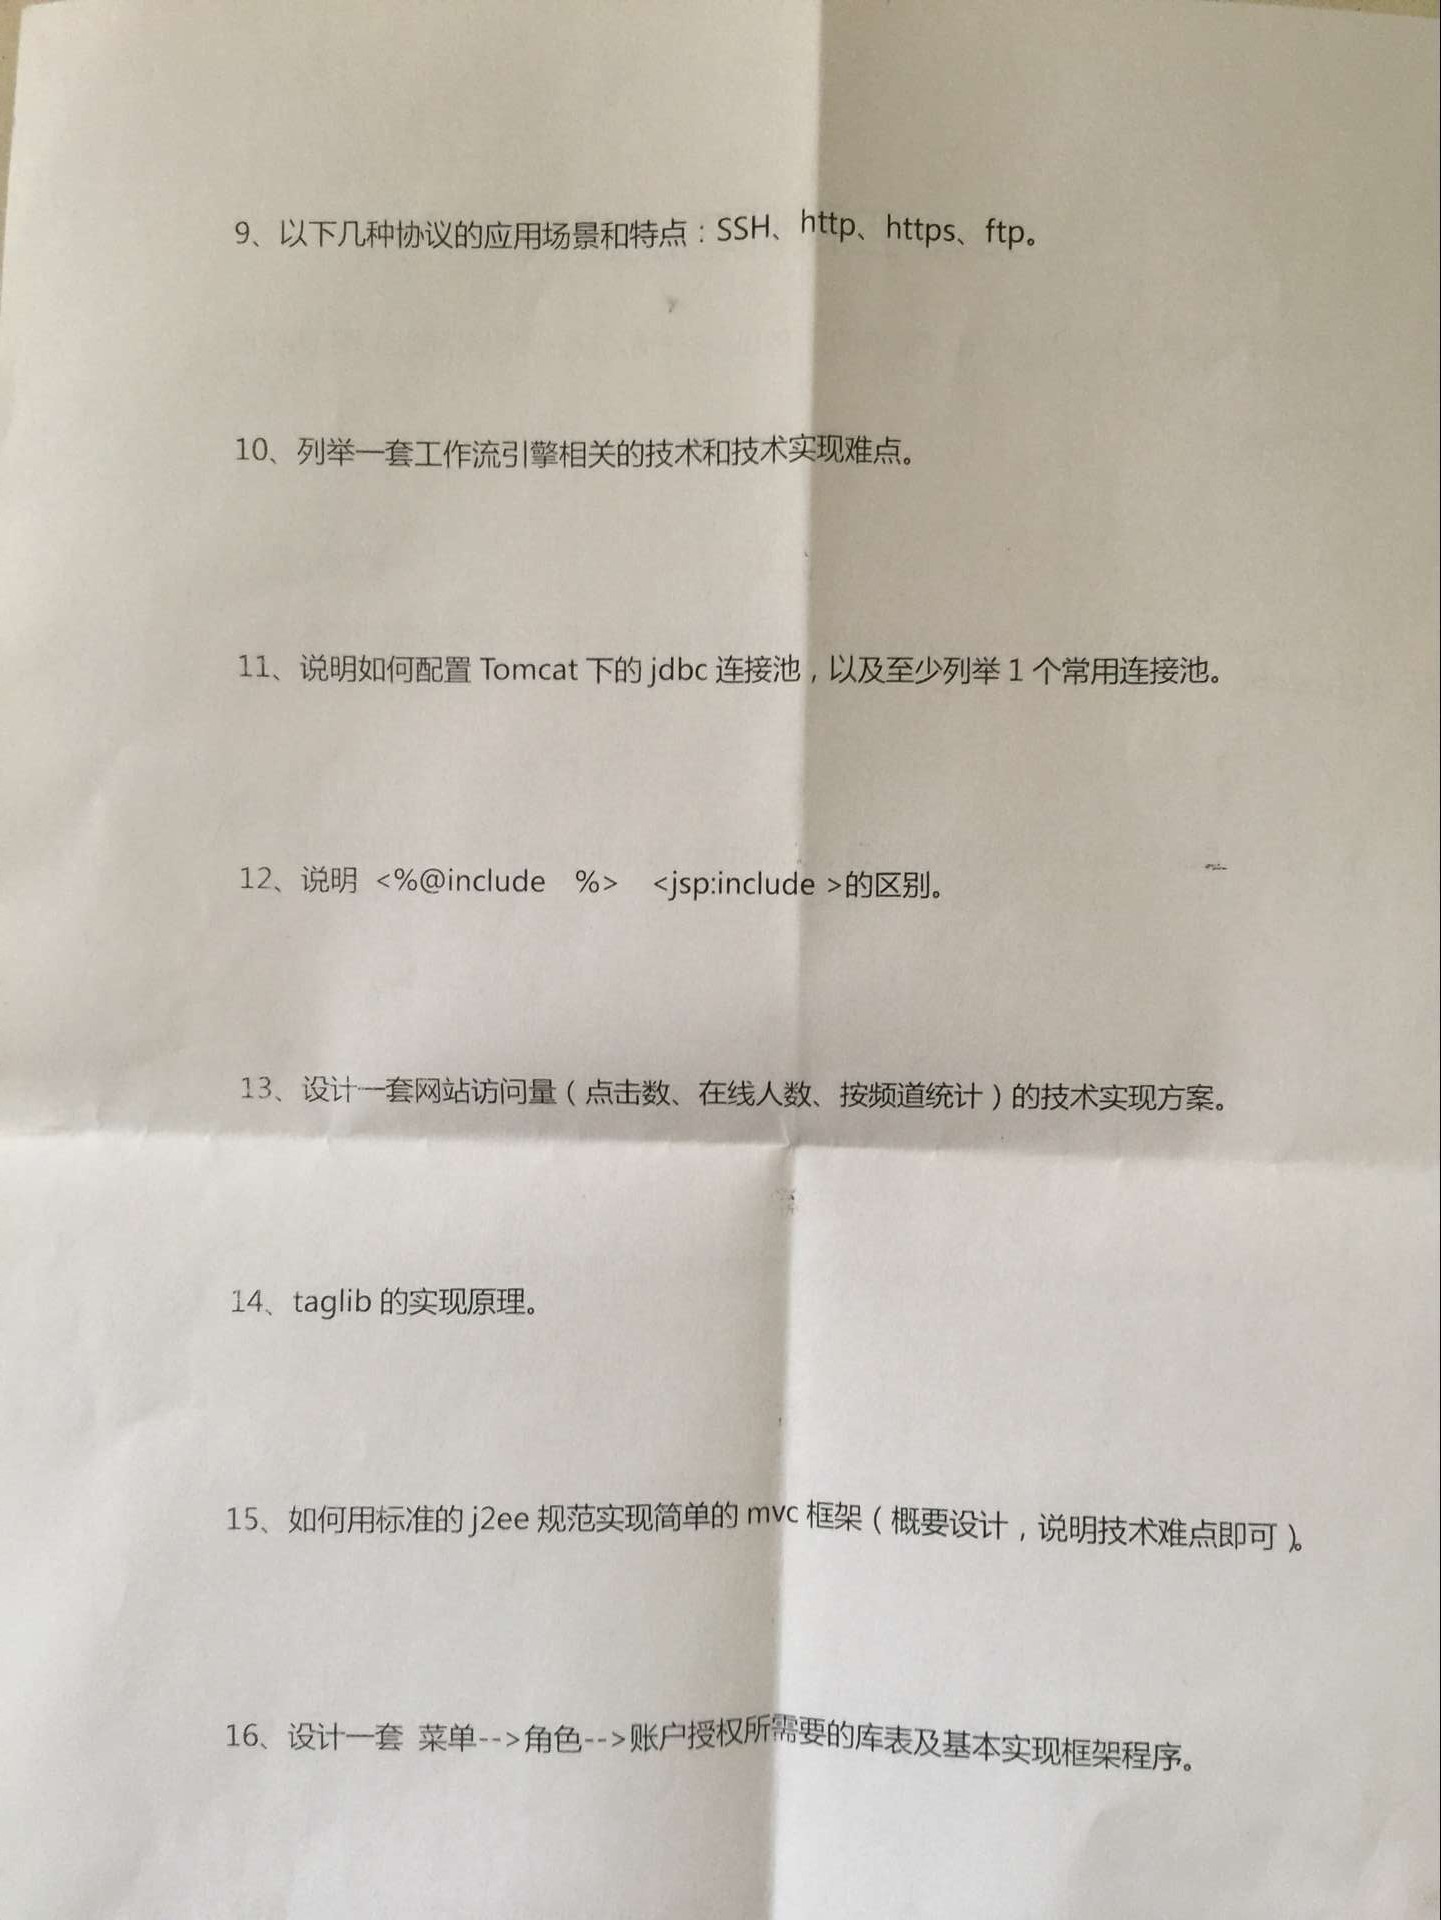 9、以下几种协议的应用场景和特点：SSH、http、https、ftp。
10、列举一套工作流引擎相关的技术和技术实现难点。
11、说明如何配置 Tomcat 下的 jdbc 连接池，以及至少列举 1 个常用连接池。
12、说明 <%@include %> <jsp:include >的区别。
13、设计一套网站访问量（点击数、在线人数、按频道统计）的技术实现方案。
14、taglib 的实现原理。
15、如何用标准的 j2ee 规范实现简单的 mvc 框架（概要设计，说明技术难点即可）。
16、设计一套 菜单-->角色-->账户授权所需要的库表及基本实现框架程序。